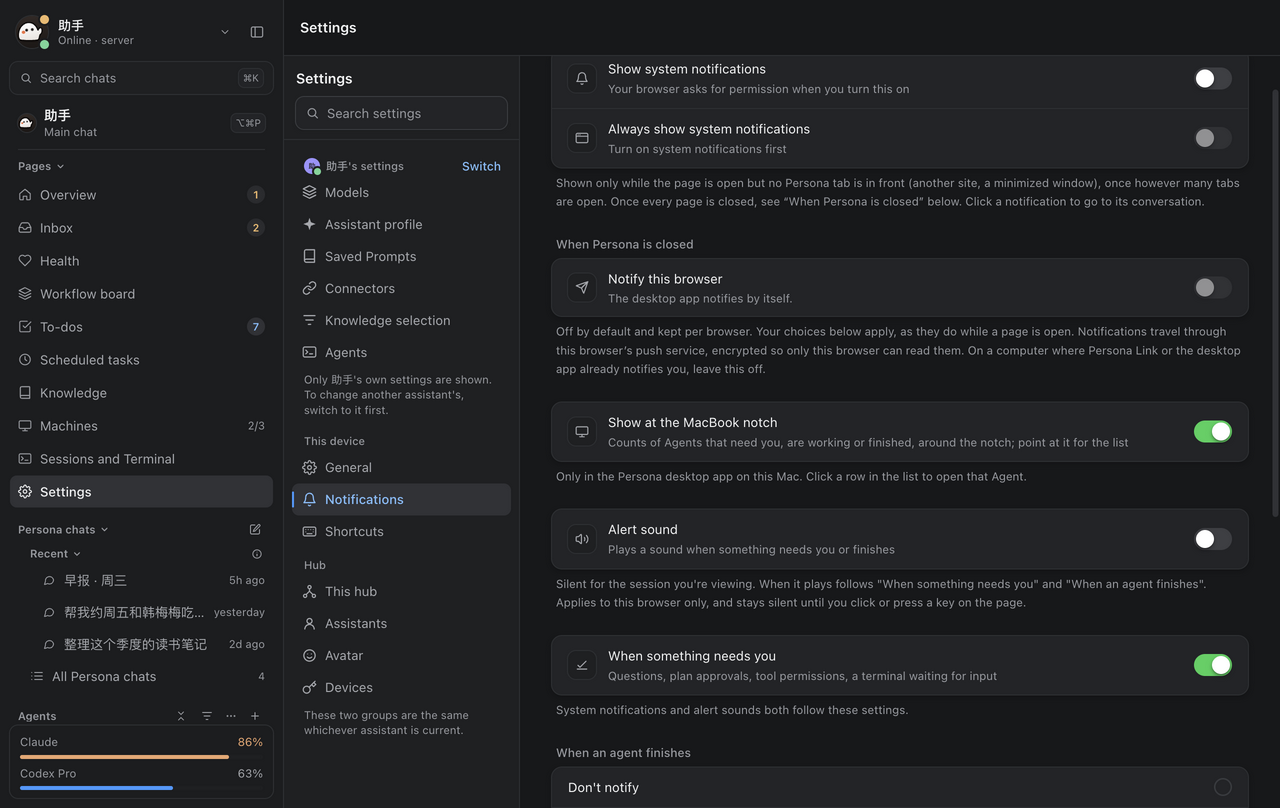 助手
Online · server
Search chats
⌘K
助手
Main chat
⌥⌘P
Pages
Overview
1
Inbox
2
Health
Workflow board
To-dos
7
Scheduled tasks
Knowledge
Machines
2/3
Sessions and Terminal
Settings
Persona chats
Recent
早报 · 周三
5h ago
帮我约周五和韩梅梅吃...
yesterday
整理这个季度的读书笔记
2d ago
All Persona chats
4
Agents
Claude
86%
Codex Pro
63%
Settings
Settings
Search settings
助手's settings
Switch
Models
Assistant profile
Saved Prompts
Connectors
Knowledge selection
Agents
Only 助手's own settings are shown.
To change another assistant's,
switch to it first.
This device
General
Notifications
Shortcuts
Hub
This hub
Assistants
Avatar
Devices
These two groups are the same
whichever assistant is current.
Show system notifications
Your browser asks for permission when you turn this on
Always show system notifications
Turn on system notifications first
Shown only while the page is open but no Persona tab is in front (another site, a minimized window), once however many tabs
are open. Once every page is closed, see “When Persona is closed” below. Click a notification to go to its conversation.
When Persona is closed
Notify this browser
The desktop app notifies by itself.
Off by default and kept per browser. Your choices below apply, as they do while a page is open. Notifications travel through
this browser's push service, encrypted so only this browser can read them. On a computer where Persona Link or the desktop
app already notifies you, leave this off.
Show at the MacBook notch
Counts of Agents that need you, are working or finished, around the notch; point at it for the list
Only in the Persona desktop app on this Mac. Click a row in the list to open that Agent.
Alert sound
Plays a sound when something needs you or finishes
Silent for the session you're viewing. When it plays follows "When something needs you" and "When an agent finishes".
Applies to this browser only, and stays silent until you click or press a key on the page.
When something needs you
Questions, plan approvals, tool permissions, a terminal waiting for input
System notifications and alert sounds both follow these settings.
When an agent finishes
Don't notify